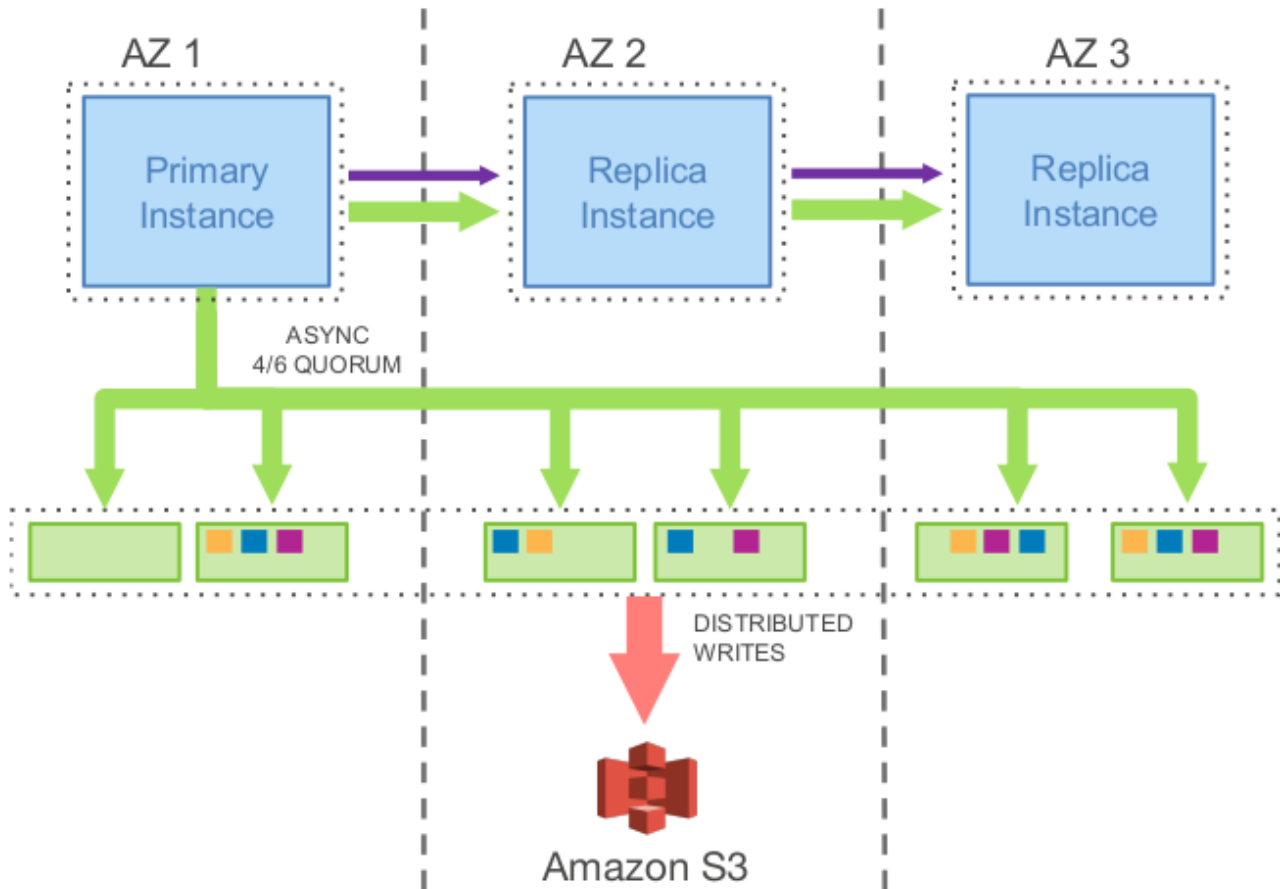 AZ 1
AZ 2
AZ 3
Primary
Instance
Replica
Instance
Replica
Instance
ASYNC
4/6 QUORUM
DISTRIBUTED
WRITES
Amazon S3